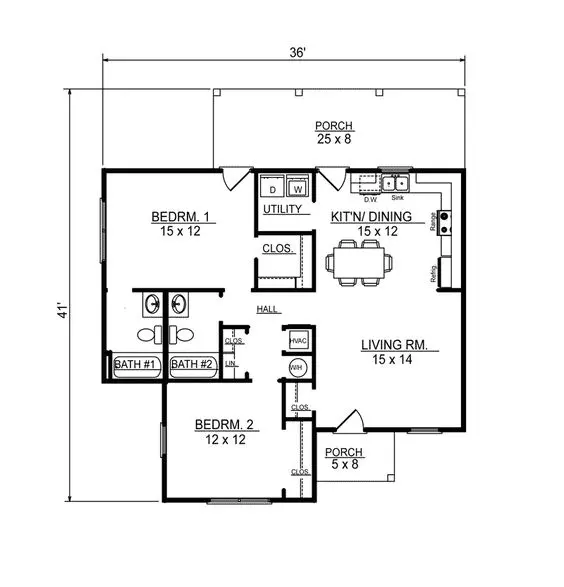 36'
PORCH
25 x 8
D
W
D.W.
Sink
BEDRM. 1
15 x 12
UTILITY
KIT'N/ DINING
15 x 12
Range
CLOS.
Refrig.
41'
HALL
CLOS.
HVAC
LIVING RM.
15 x 14
BATH #1
BATH #2
LIN.
W/H
CLOS.
BEDRM. 2
12 x 12
PORCH
5 x 8
CLOS.